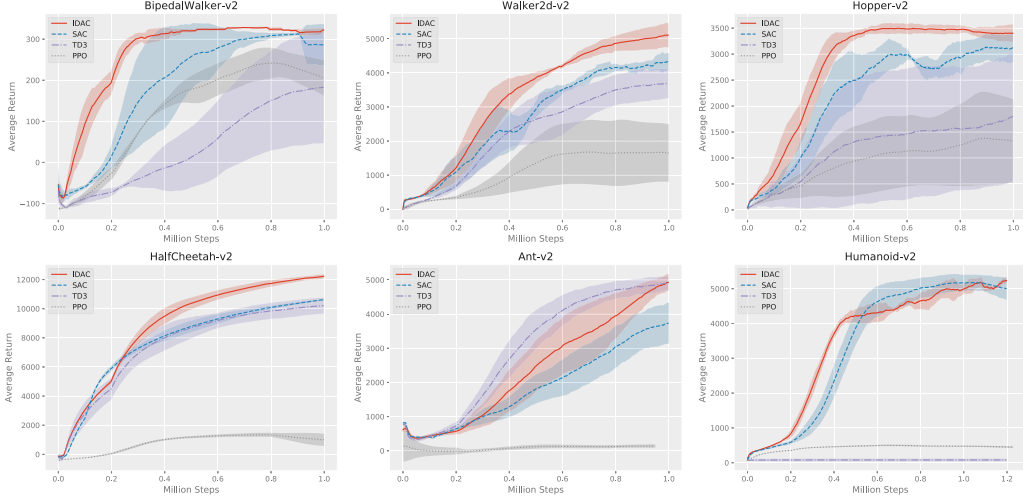 BipedalWalker-v2
IDAC
SAC
TD3
PPO
300
200
100
0
−100
Average Return
0.0 0.2 0.4 0.6 0.8 1.0
Million Steps
Walker2d-v2
IDAC
SAC
TD3
PPO
5000
4000
3000
2000
1000
0
Average Return
0.0 0.2 0.4 0.6 0.8 1.0
Million Steps
Hopper-v2
IDAC
SAC
TD3
PPO
3500
3000
2500
2000
1500
1000
500
0
Average Return
0.0 0.2 0.4 0.6 0.8 1.0
Million Steps
HalfCheetah-v2
IDAC
SAC
TD3
PPO
12000
10000
8000
6000
4000
2000
0
Average Return
0.0 0.2 0.4 0.6 0.8 1.0
Million Steps
Ant-v2
IDAC
SAC
TD3
PPO
5000
4000
3000
2000
1000
0
Average Return
0.0 0.2 0.4 0.6 0.8 1.0
Million Steps
Humanoid-v2
IDAC
SAC
TD3
PPO
5000
4000
3000
2000
1000
0
Average Return
0.0 0.2 0.4 0.6 0.8 1.0 1.2
Million Steps